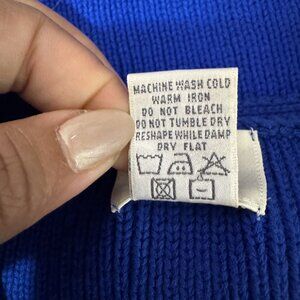 MACHINE WASH COLD
WARM IRON
DO NOT BLEACH
DO NOT TUMBLE DRY
RESHAPE WHILE DAMP
DRY FLAT